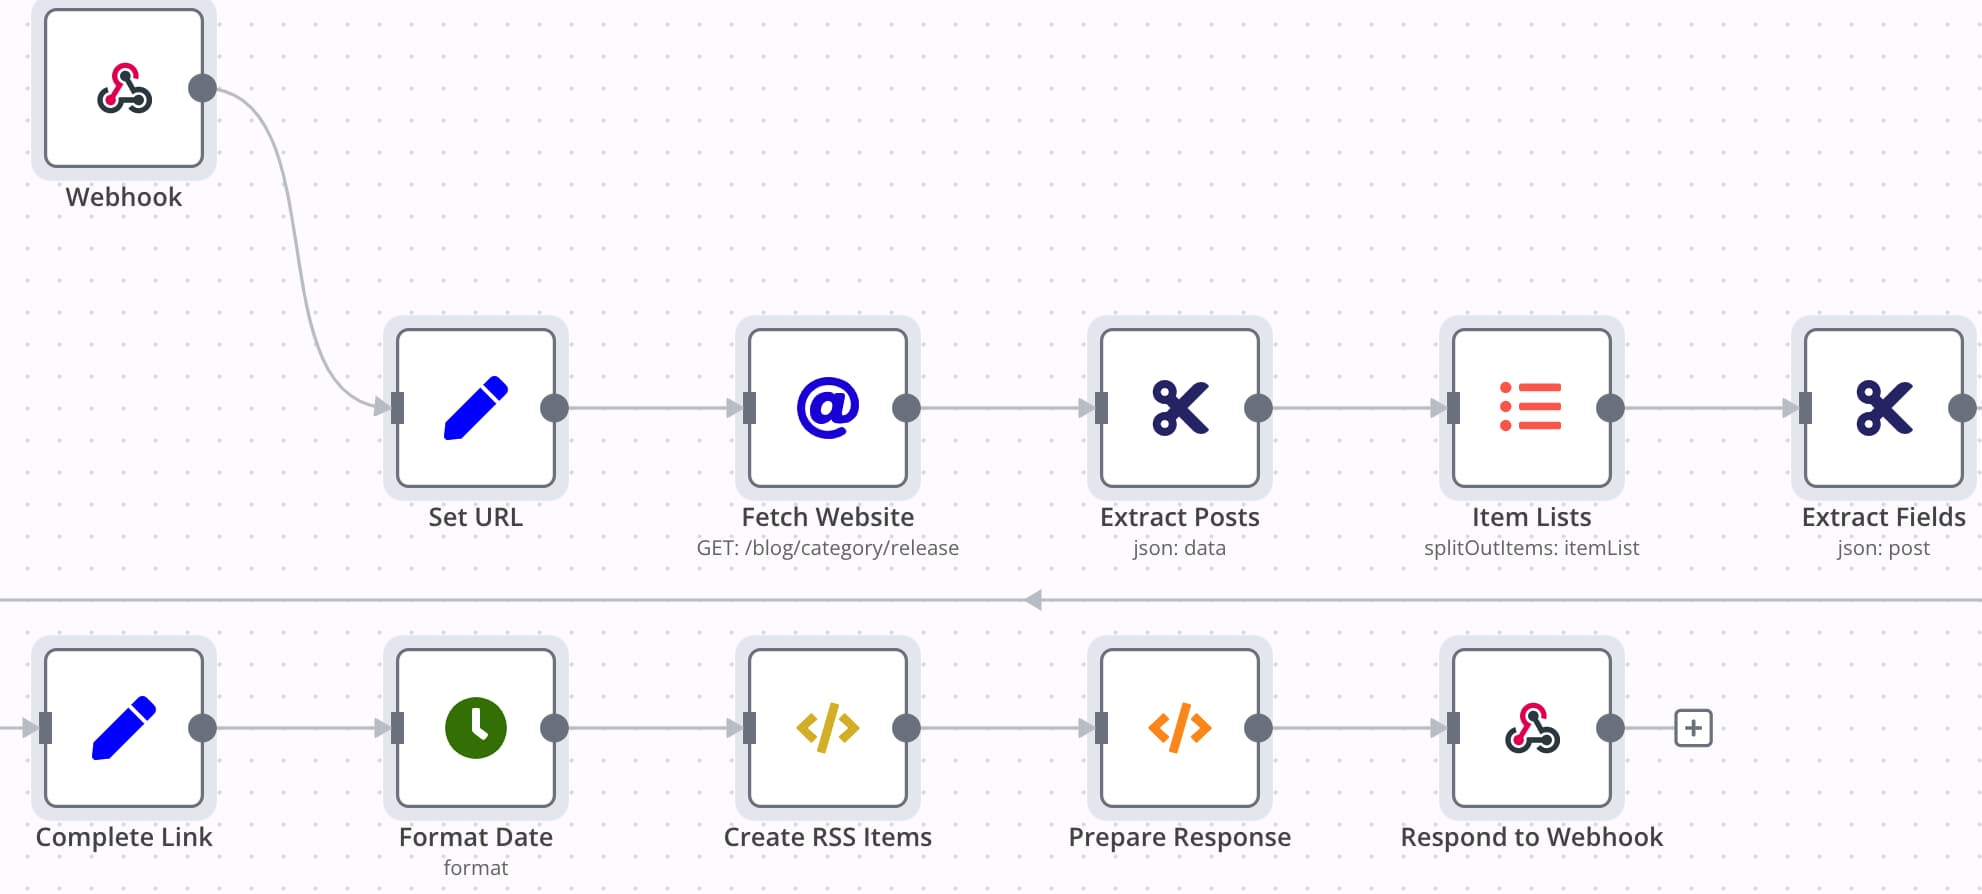 Webhook
Set URL
Fetch Website
GET: /blog/category/release
Extract Posts
json: data
Item Lists
splitOutItems: itemList
Extract Fields
json: post
Complete Link
Format Date
format
Create RSS Items
Prepare Response
Respond to Webhook